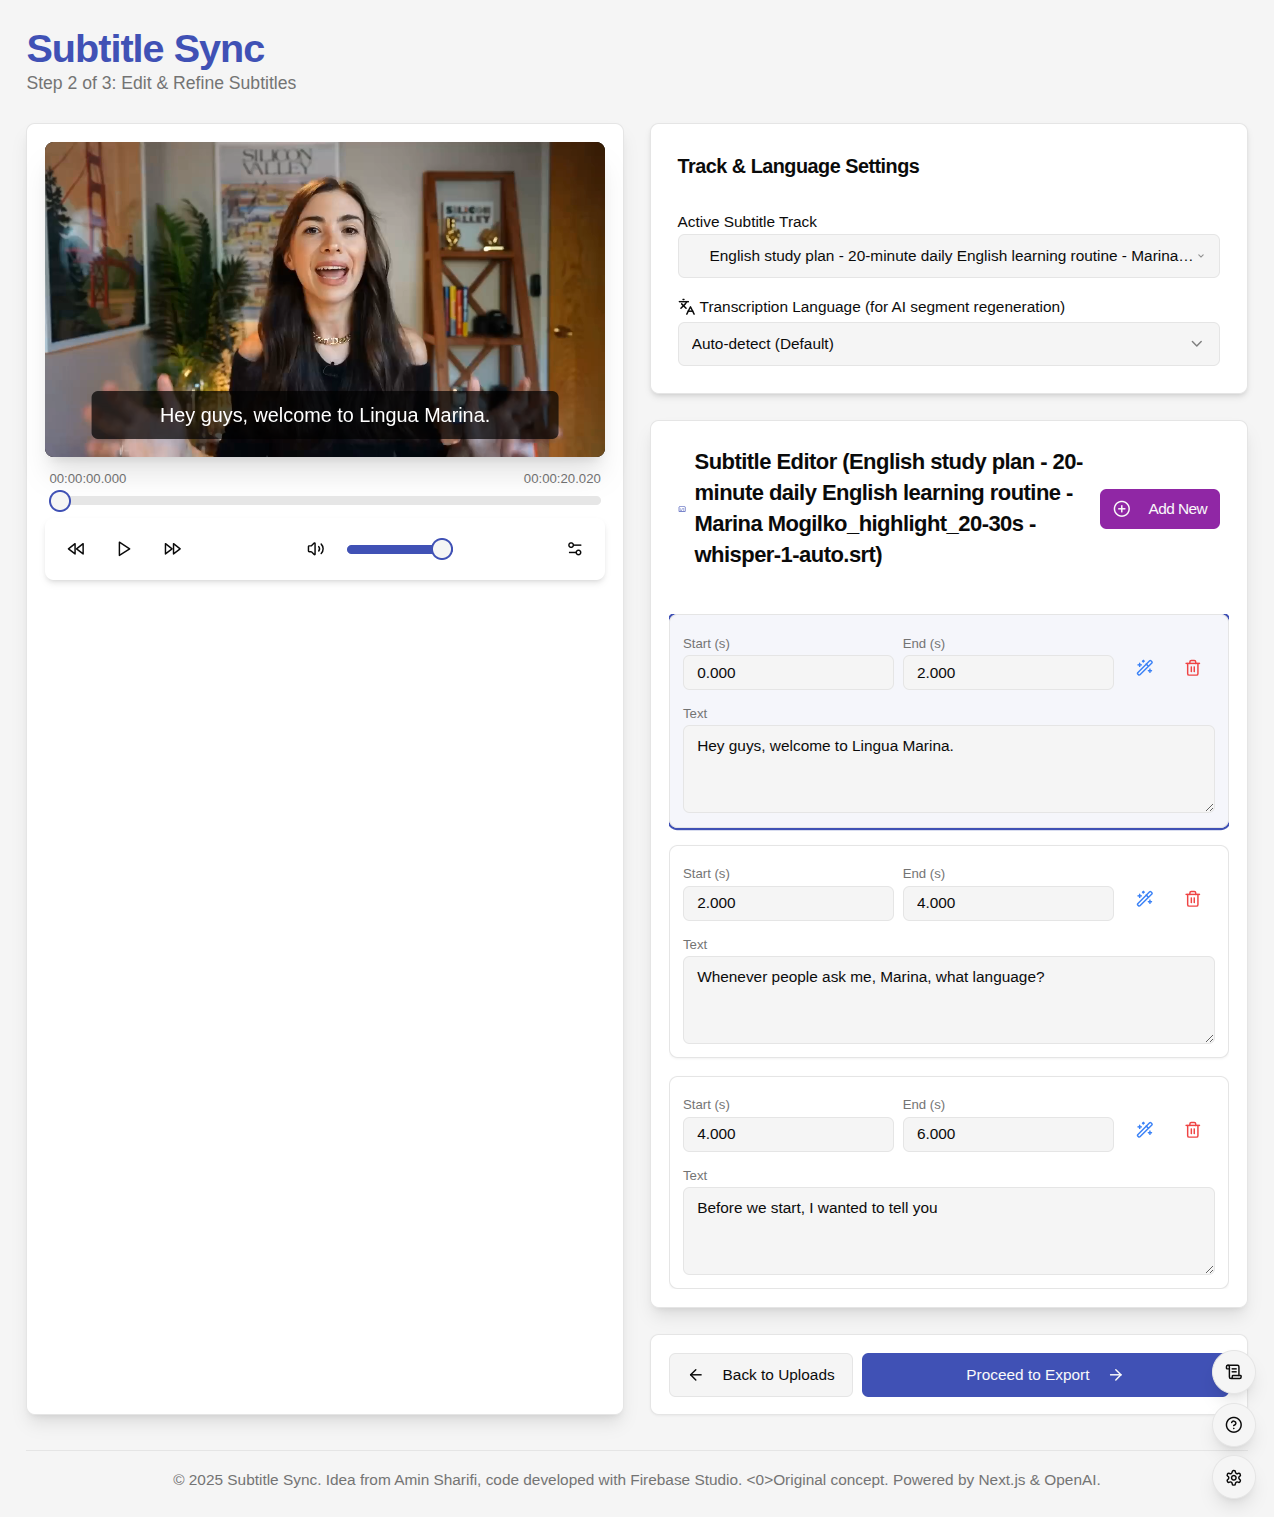 Subtitle Sync
Step 2 of 3: Edit & Refine Subtitles
SILICON
VALLEY
SILICON
VALLEY
Hey guys, welcome to Lingua Marina.
00:00:00.000
00:00:20.020
Track & Language Settings
Active Subtitle Track
English study plan - 20-minute daily English learning routine - Marina…
Transcription Language (for AI segment regeneration)
Auto-detect (Default)
Subtitle Editor (English study plan - 20-
minute daily English learning routine -
Marina Mogilko_highlight_20-30s -
whisper-1-auto.srt)
Add New
Start (s)
End (s)
0.000
2.000
Text
Hey guys, welcome to Lingua Marina.
Start (s)
End (s)
2.000
4.000
Text
Whenever people ask me, Marina, what language?
Start (s)
End (s)
4.000
6.000
Text
Before we start, I wanted to tell you
Back to Uploads
Proceed to Export
© 2025 Subtitle Sync. Idea from Amin Sharifi, code developed with Firebase Studio. <0>Original concept. Powered by Next.js & OpenAI.